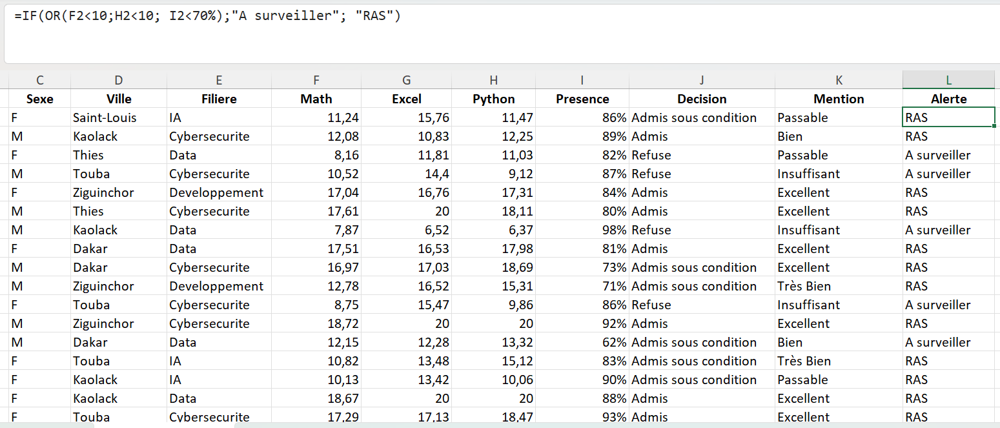 =IF(OR(F2<10;H2<10; I2<70%);"A surveiller"; "RAS")
C D E F G H I J K L
Sexe Ville Filiere Math Excel Python Presence Decision Mention Alerte
F Saint-Louis IA 11,24 15,76 11,47 86% Admis sous condition Passable RAS
M Kaolack Cybersecurite 12,08 10,83 12,25 89% Admis Bien RAS
F Thies Data 8,16 11,81 11,03 82% Refuse Passable A surveiller
M Touba Cybersecurite 10,52 14,4 9,12 87% Refuse Insuffisant A surveiller
F Ziguinchor Developpement 17,04 16,76 17,31 84% Admis Excellent RAS
M Thies Cybersecurite 17,61 20 18,11 80% Admis Excellent RAS
M Kaolack Data 7,87 6,52 6,37 98% Refuse Insuffisant A surveiller
F Dakar Data 17,51 16,53 17,98 81% Admis Excellent RAS
M Dakar Cybersecurite 16,97 17,03 18,69 73% Admis sous condition Excellent RAS
M Ziguinchor Developpement 12,78 16,52 15,31 71% Admis sous condition Très Bien RAS
F Touba Cybersecurite 8,75 15,47 9,86 86% Refuse Insuffisant A surveiller
M Ziguinchor Cybersecurite 18,72 20 20 92% Admis Excellent RAS
M Dakar Data 12,15 12,28 13,32 62% Admis sous condition Bien A surveiller
F Touba IA 10,82 13,48 15,12 83% Admis sous condition Très Bien RAS
F Kaolack IA 10,13 13,42 10,06 90% Admis sous condition Passable RAS
F Kaolack Data 18,67 20 20 88% Admis Excellent RAS
F Touba Cybersecurite 17,29 17,13 18,47 93% Admis Excellent RAS